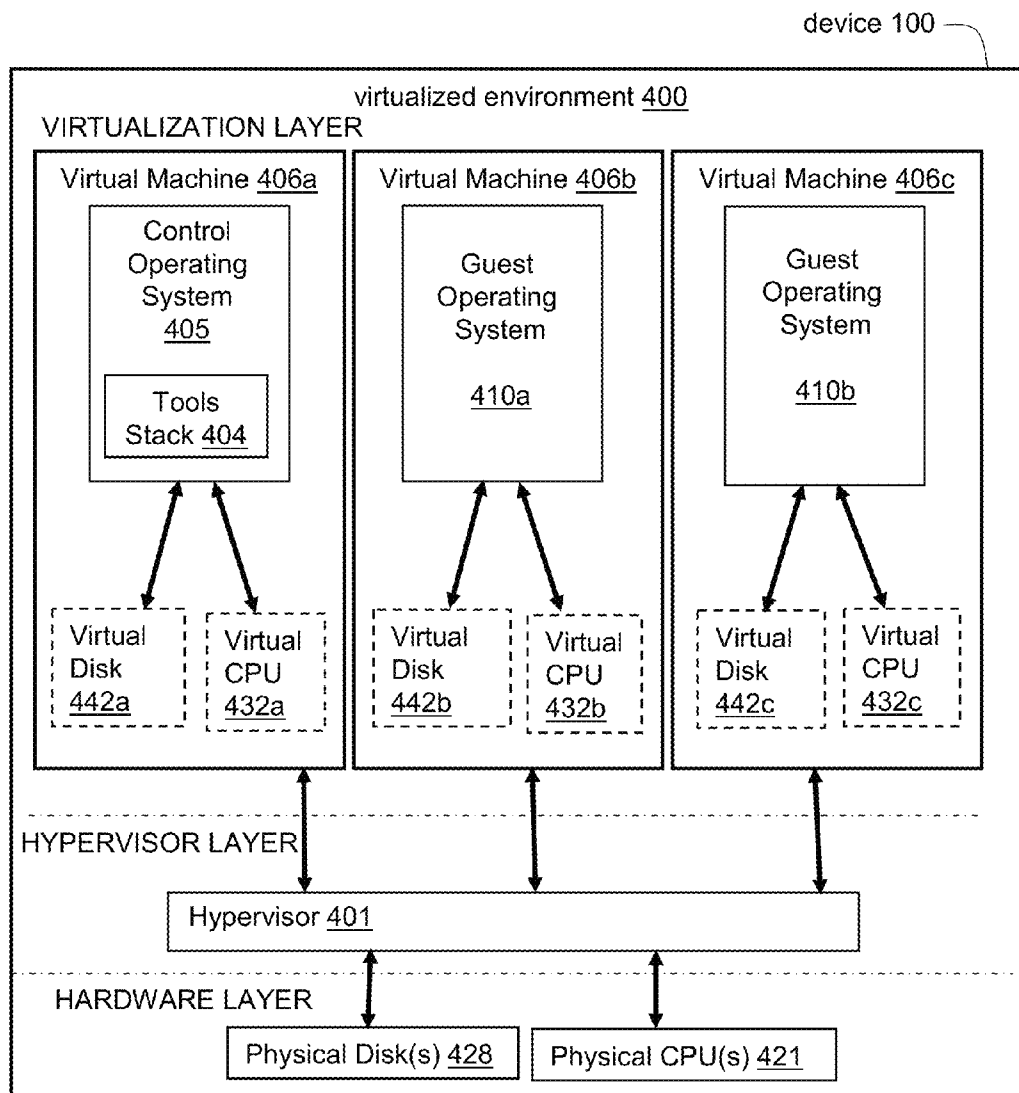 device 100
virtualized environment 400
VIRTUALIZATION LAYER
Virtual Machine 406a
Control
Operating
System
405
Tools
Stack 404
Virtual
Disk
442a
Virtual
CPU
432a
Virtual Machine 406b
Guest
Operating
System
410a
Virtual
Disk
442b
Virtual
CPU
432b
Virtual Machine 406c
Guest
Operating
System
410b
Virtual
Disk
442c
Virtual
CPU
432c
HYPERVISOR LAYER
Hypervisor 401
HARDWARE LAYER
Physical Disk(s) 428
Physical CPU(s) 421